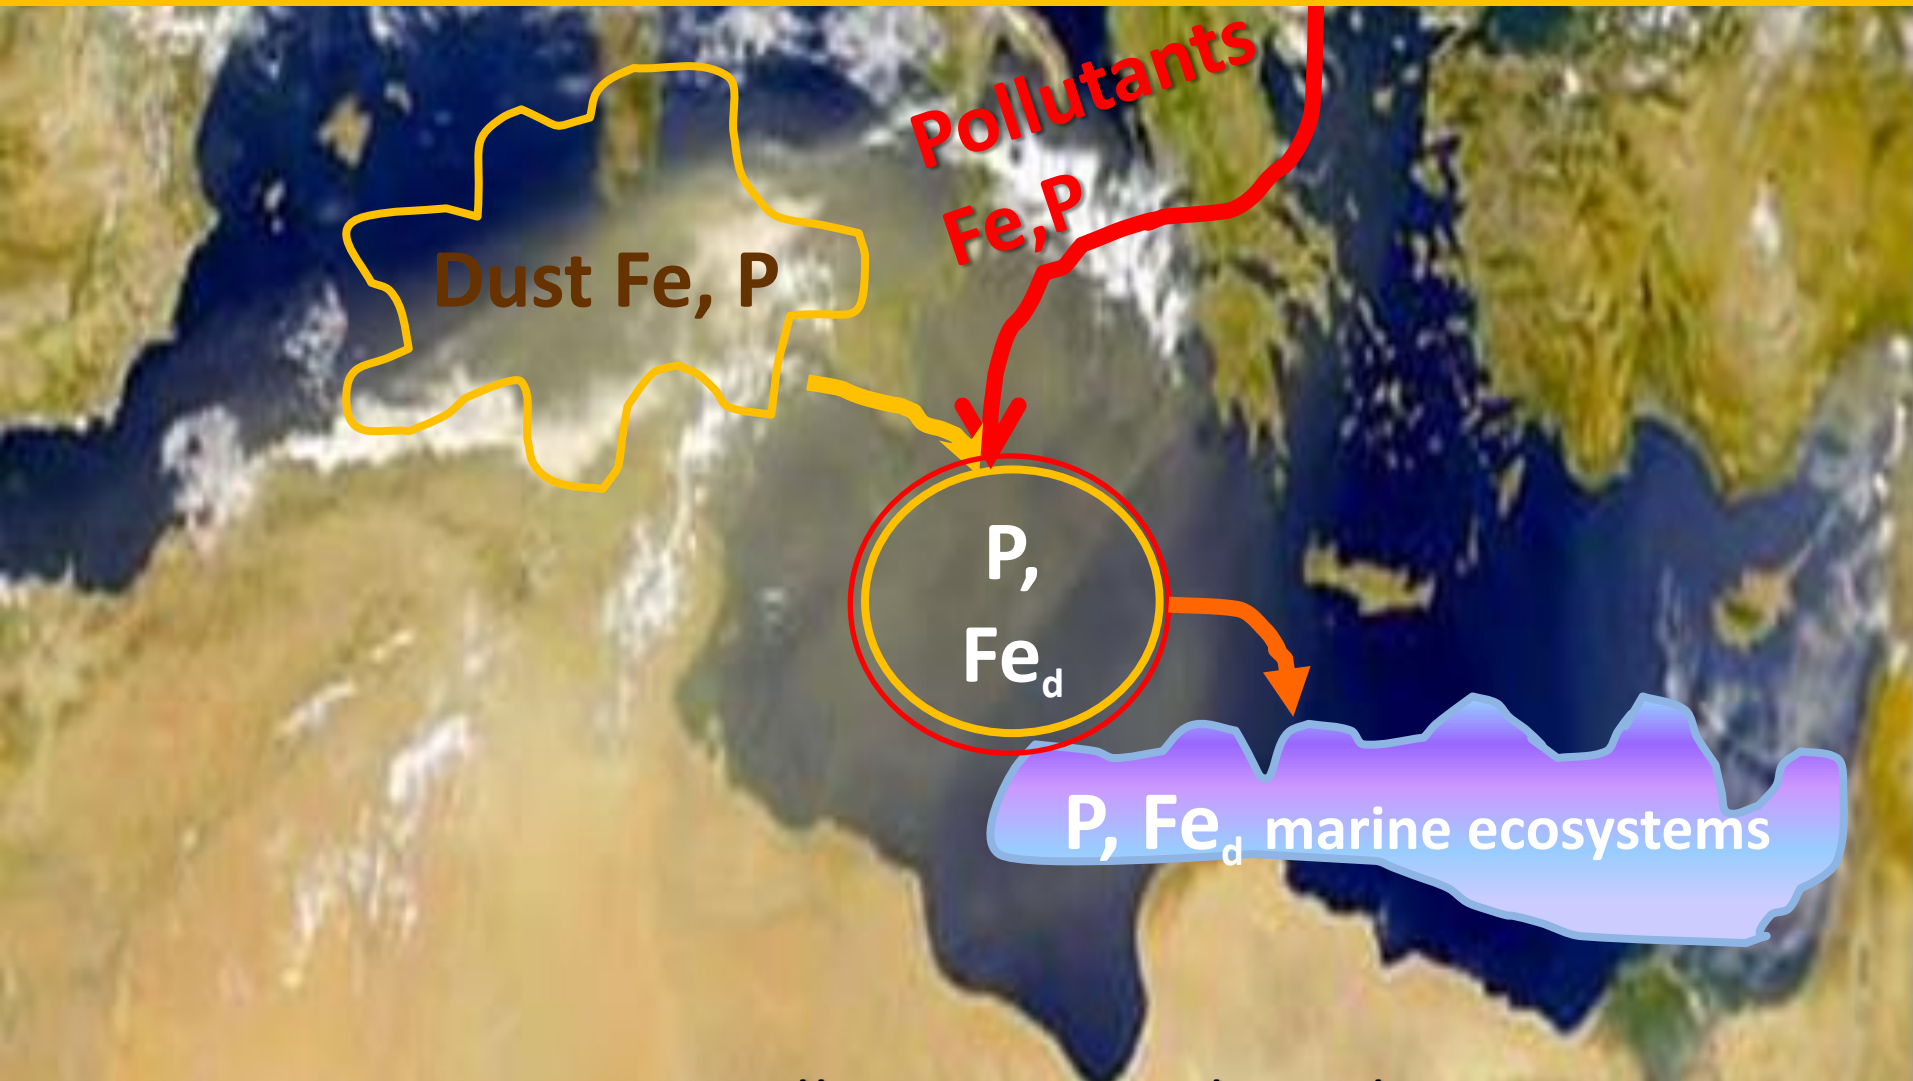 Pollutants
Fe,P
Dust Fe, P
P,
Fed
P, Fed marine ecosystems